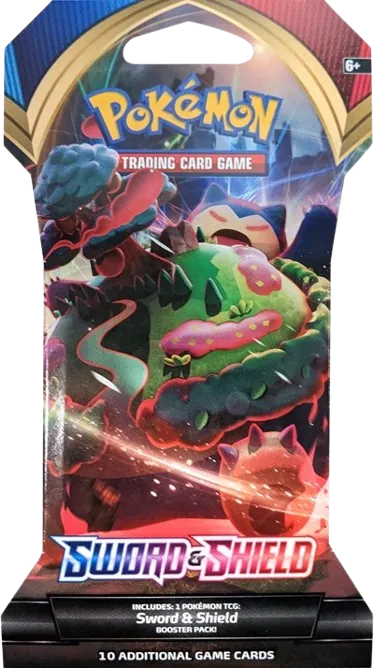 6+
POKéMON
TRADING CARD GAME
SWORD & SHIELD
INCLUDES: 1 POKÉMON TCG:
Sword & Shield
BOOSTER PACK!
10 ADDITIONAL GAME CARDS